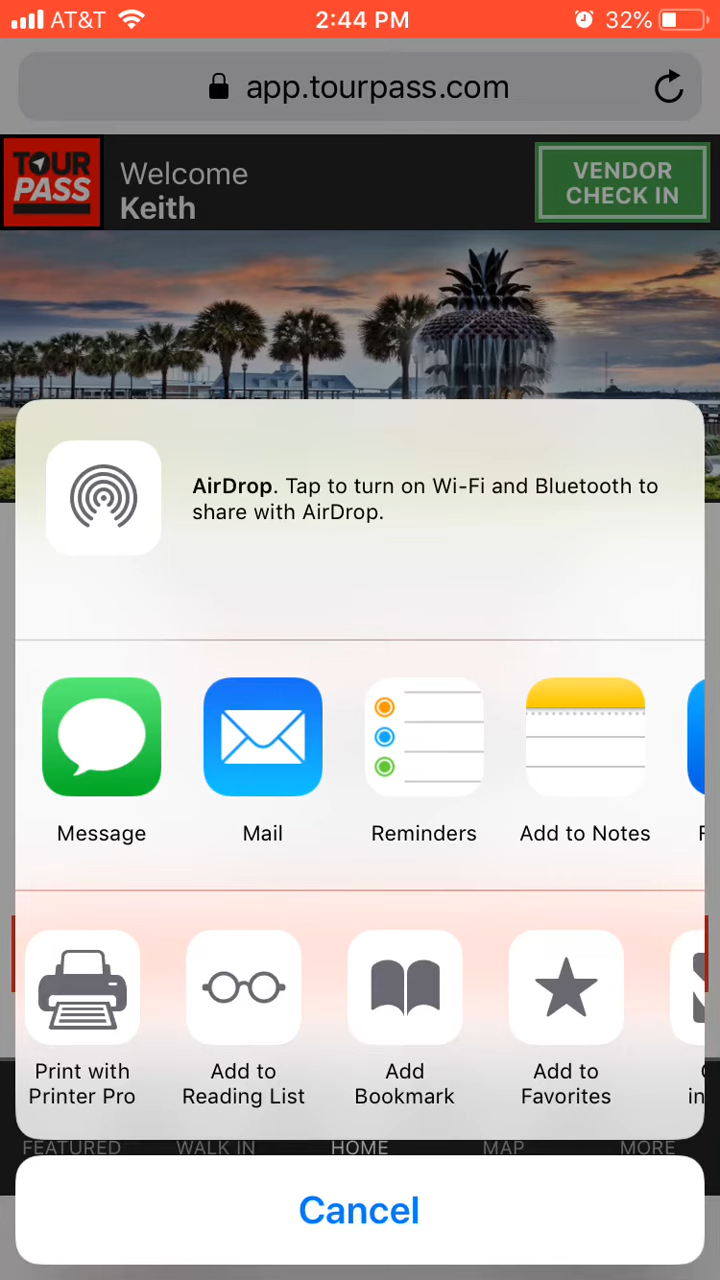 AT&T 2:44 PM 32%
app.tourpass.com
TOUR
PASS
Welcome
Keith
VENDOR
CHECK IN
AirDrop. Tap to turn on Wi-Fi and Bluetooth to
share with AirDrop.
Message Mail Reminders Add to Notes
Print with
Printer Pro
Add to
Reading List
Add
Bookmark
Add to
Favorites
in
FEATURED WALK IN HOME MAP MORE
Cancel